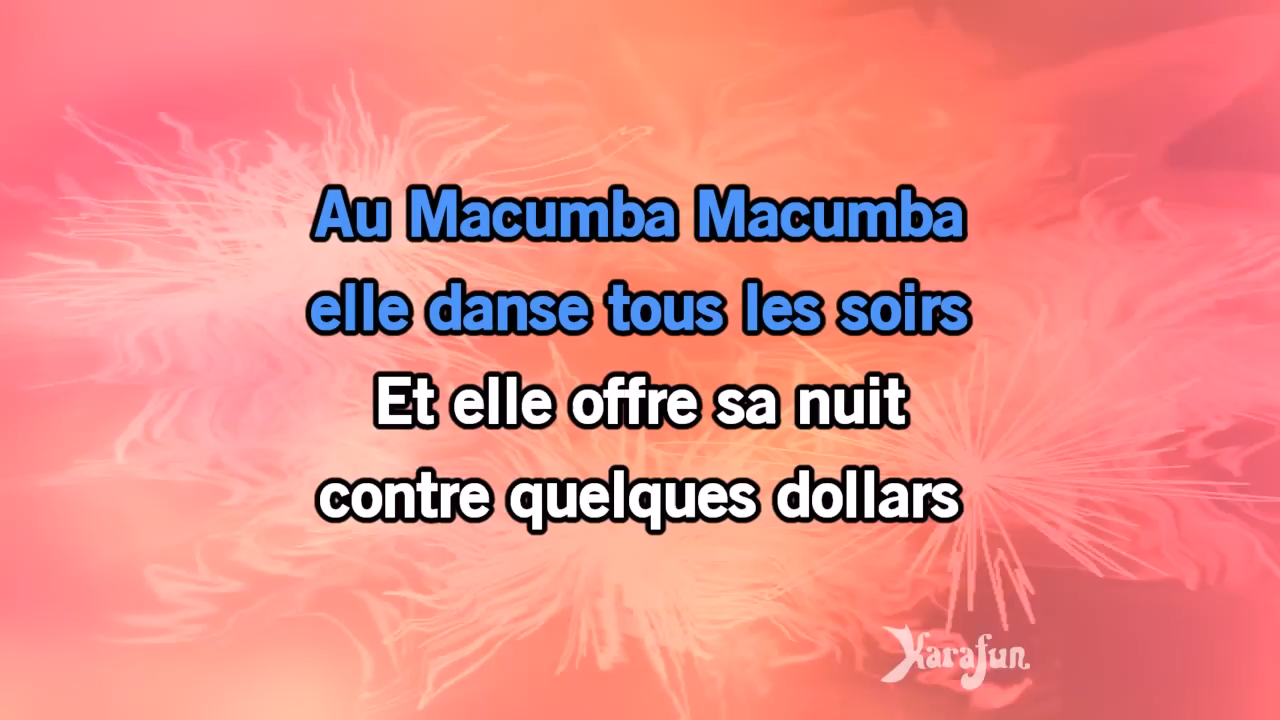 Au Macumba Macumba
elle danse tous les soirs
Et elle offre sa nuit
contre quelques dollars
Karafun